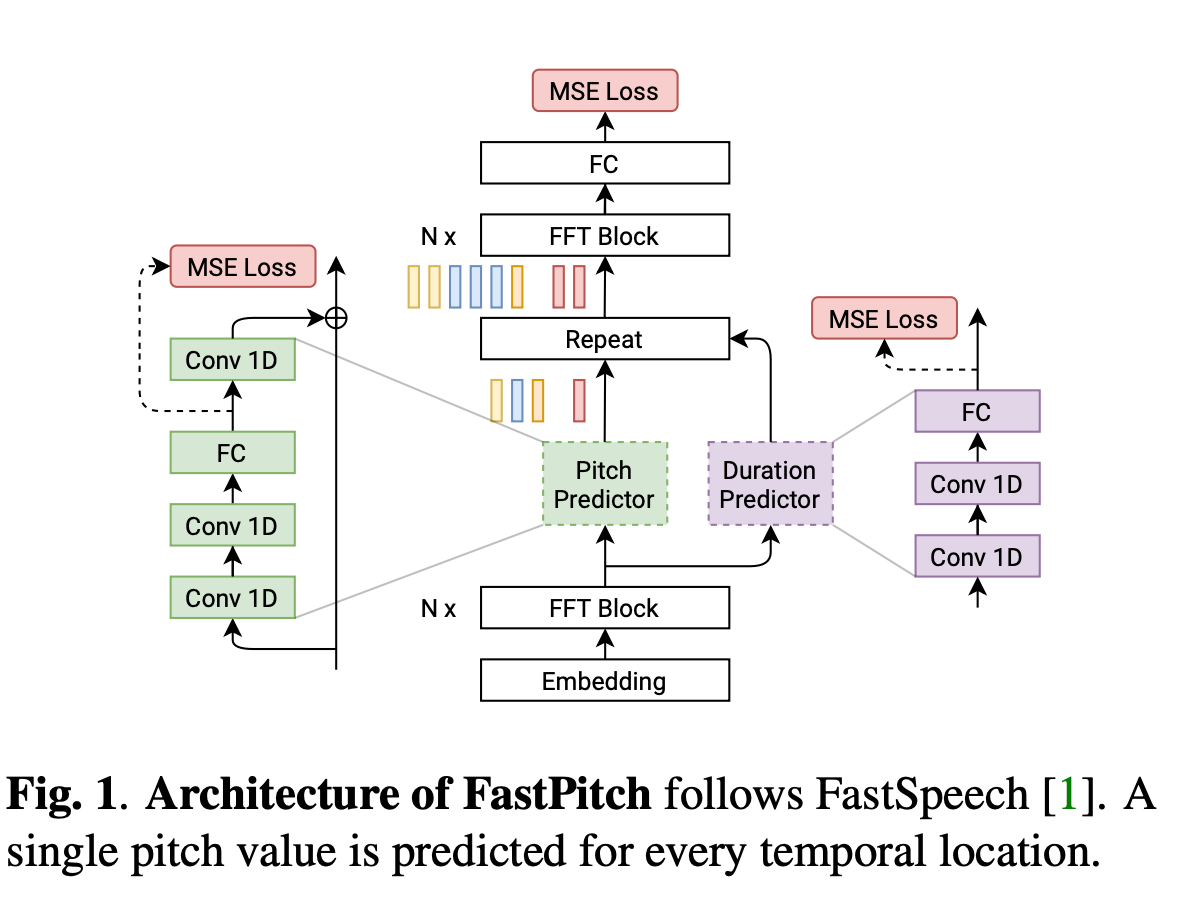 MSE Loss
FC
N x
FFT Block
MSE Loss
MSE Loss
Repeat
Conv 1D
FC
FC
Pitch
Predictor
Duration
Predictor
Conv 1D
Conv 1D
Conv 1D
Conv 1D
N x
FFT Block
Embedding
Fig. 1. Architecture of FastPitch follows FastSpeech [1]. A
single pitch value is predicted for every temporal location.